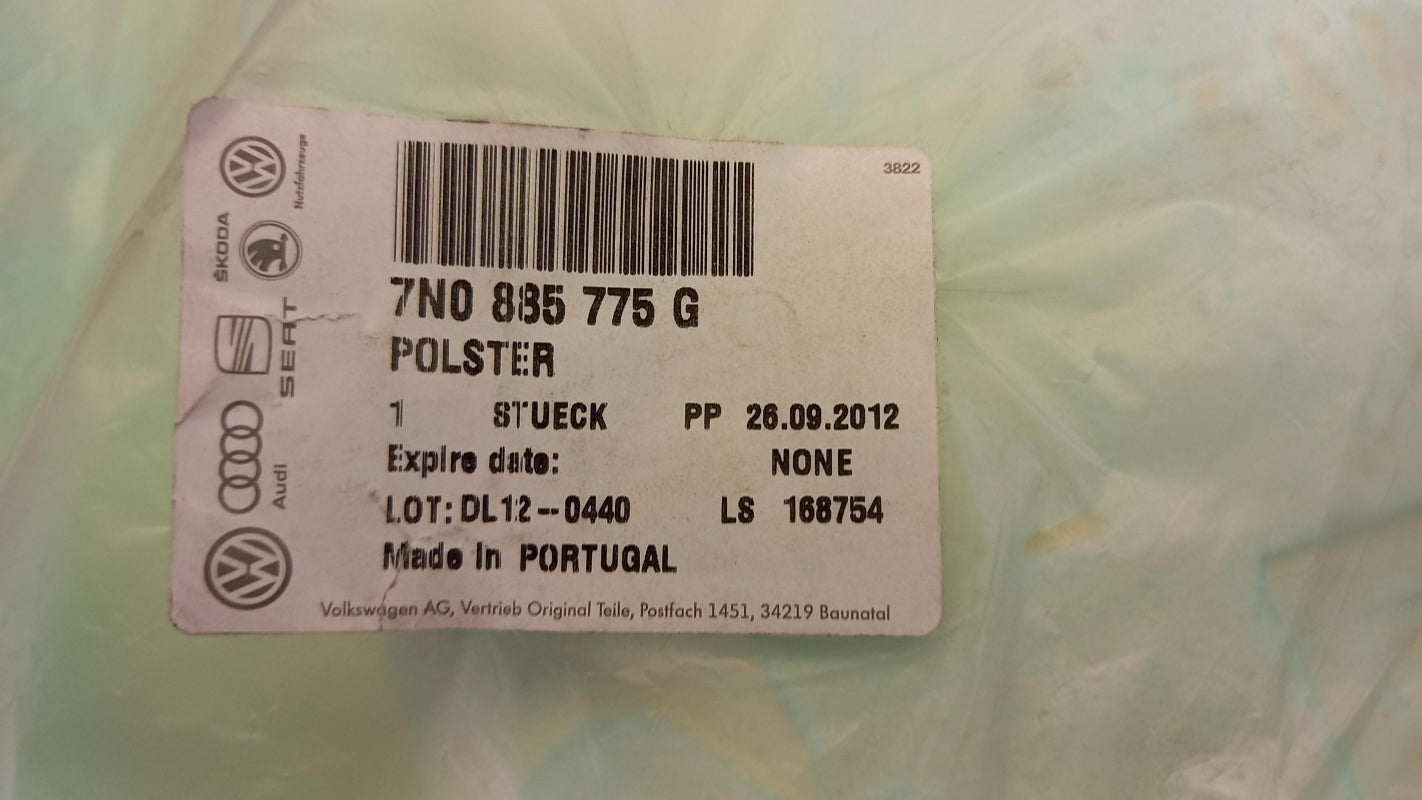 3822
Nutzfahrzeuge
ŠKODA
SEAT
Audi
7N0 885 775 G
POLSTER
1 STUECK PP 26.09.2012
Expire date: NONE
LOT: DL12--0440 LS 168754
Made In PORTUGAL
Volkswagen AG, Vertrieb Original Teile, Postfach 1451, 34219 Baunatal